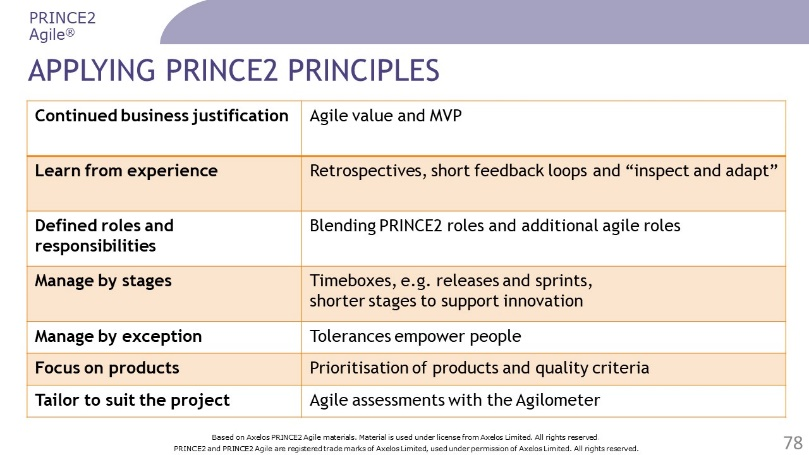 PRINCE2
Agile®
APPLYING PRINCE2 PRINCIPLES
Continued business justification Agile value and MVP
Learn from experience Retrospectives, short feedback loops and “inspect and adapt”
Defined roles and Blending PRINCE2 roles and additional agile roles
responsibilities
Manage by stages Timeboxes, e.g. releases and sprints,
shorter stages to support innovation
Manage by exception Tolerances empower people
Focus on products Prioritisation of products and quality criteria
Tailor to suit the project Agile assessments with the Agilometer
Based on Axelos PRINCE2 Agile materials. Material is used under license from Axelos Limited. All rights reserved
PRINCE2 and PRINCE2 Agile are registered trade marks of Axelos Limited, used under permission of Axelos Limited. All rights reserved.
78